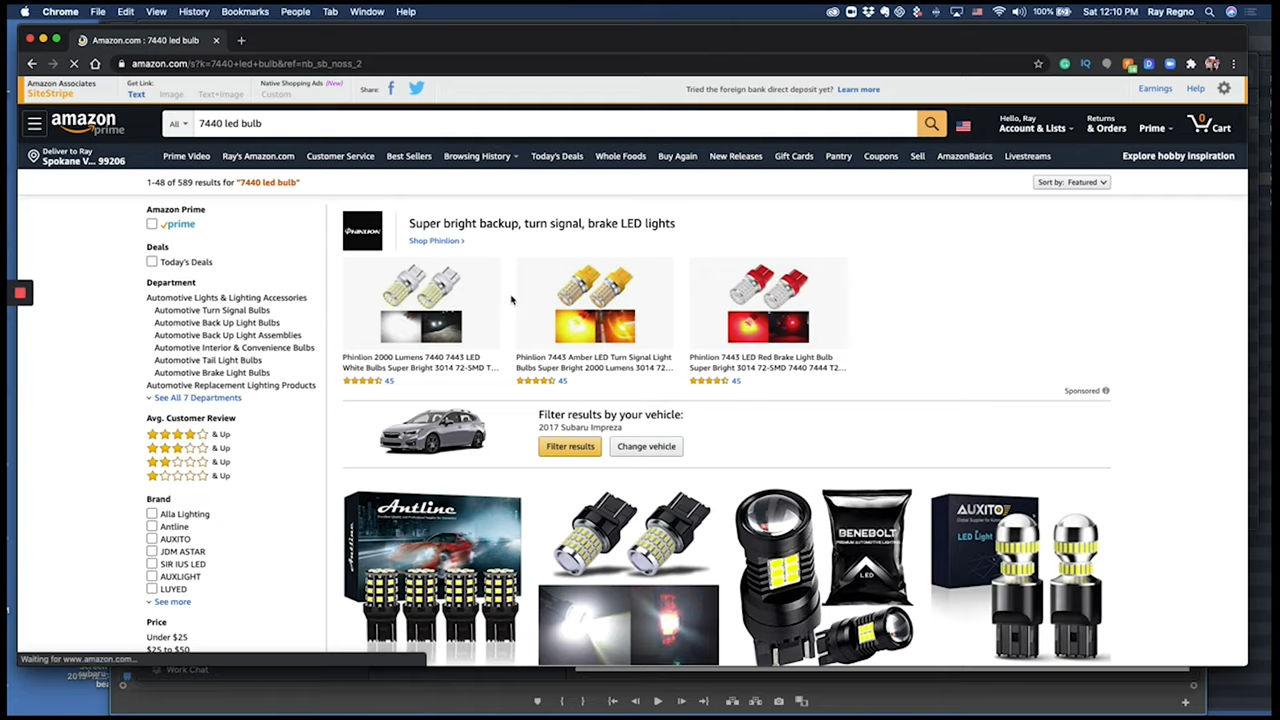 Chrome File Edit View History Bookmarks People Tab Window Help
100% Sat 12:10 PM Ray Regno
Amazon.com : 7440 led bulb
amazon.com/s?k=7440+led+bulb&ref=nb_sb_noss_2
Amazon Associates
SiteStripe
Get Link:
Text Image Text+Image
Native Shopping Ads (New)
Custom
Share:
Tried the foreign bank direct deposit yet? Learn more
Earnings Help
amazon prime
All 7440 led bulb
Hello, Ray
Account & Lists
Returns
& Orders
Prime
0
Cart
Deliver to Ray
Spokane V... 99206
Prime Video Ray's Amazon.com Customer Service Best Sellers Browsing History Today's Deals Whole Foods Buy Again New Releases Gift Cards Pantry Coupons Sell AmazonBasics Livestreams
Explore hobby inspiration
1-48 of 589 results for "7440 led bulb"
Sort by: Featured
Amazon Prime
prime
Deals
Today's Deals
Department
Automotive Lights & Lighting Accessories
Automotive Turn Signal Bulbs
Automotive Back Up Light Bulbs
Automotive Back Up Light Assemblies
Automotive Interior & Convenience Bulbs
Automotive Tail Light Bulbs
Automotive Brake Light Bulbs
Automotive Replacement Lighting Products
See All 7 Departments
Avg. Customer Review
& Up
& Up
& Up
& Up
Brand
Alla Lighting
Antline
AUXITO
JDM ASTAR
SIR IUS LED
AUXLIGHT
LUYED
See more
Price
Under $25
$25 to $50
PHINLION
Super bright backup, turn signal, brake LED lights
Shop Phinlion ›
Phinlion 2000 Lumens 7440 7443 LED
White Bulbs Super Bright 3014 72-SMD T...
45
Phinlion 7443 Amber LED Turn Signal Light
Bulbs Super Bright 2000 Lumens 3014 72...
45
Phinlion 7443 LED Red Brake Light Bulb
Super Bright 3014 72-SMD 7440 7444 T2...
45
Sponsored
Filter results by your vehicle:
2017 Subaru Impreza
Filter results Change vehicle
Antline
BENEBOLT
PREMIUM AUTOMOTIVE LIGHTING
LED
AUXITO
LED Light
Waiting for www.amazon.com...
Work Chat